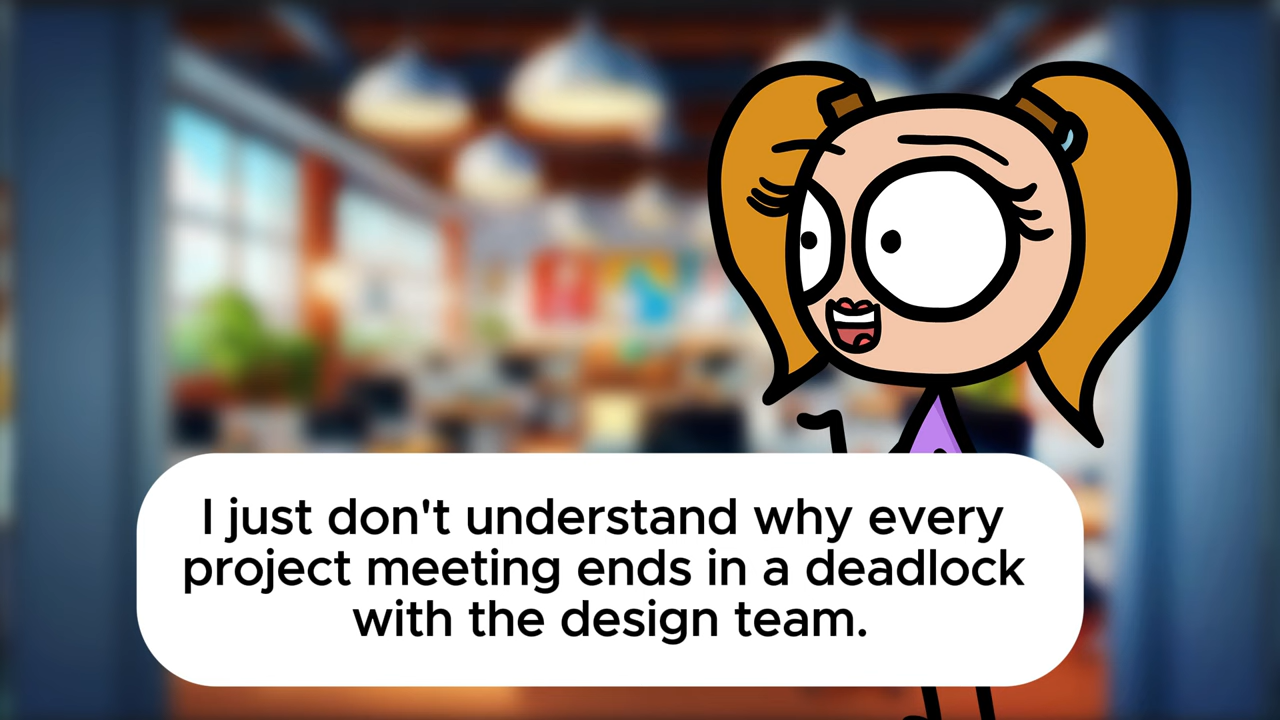 I just don't understand why every
project meeting ends in a deadlock
with the design team.